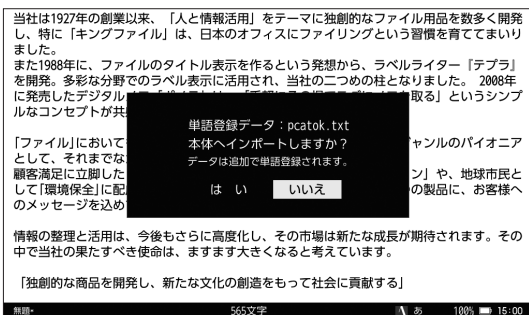 当社は1927年の創業以来、「人と情報活用」をテーマに独創的なファイル用品を数多く開発
し、特に「キングファイル」は、日本のオフィスにファイリングという習慣を育ててまいり
ました。
また1988年に、ファイルのタイトル表示を作るという発想から、ラベルライター『テプラ』
を開発。多彩な分野でのラベル表示に活用され、当社の二つめの柱となりました。 2008年
に発売したデジタル 取る」というシンプ
ルなコンセプトが共
単語登録データ：pcatok.txt
本体へインポートしますか？
データは追加で単語登録されます。
は い いいえ
「ファイル」において ャンルのパイオニア
として、それまでな
顧客満足に立脚した ン」や、地球市民と
して「環境保全」に配 の製品に、お客様へ
のメッセージを込め
情報の整理と活用は、今後もさらに高度化し、その市場は新たな成長が期待されます。その
中で当社の果たすべき使命は、ますます大きくなると考えています。
「独創的な商品を開発し、新たな文化の創造をもって社会に貢献する」
無題* 565文字 あ 100% 15:00